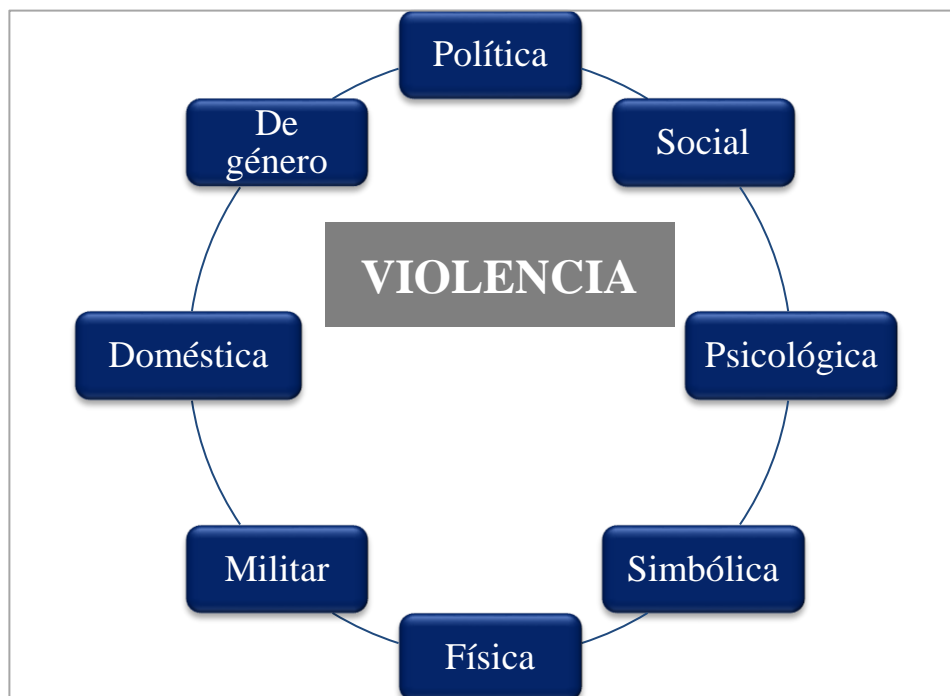 Política
De
género
Social
VIOLENCIA
Doméstica
Psicológica
Militar
Simbólica
Física